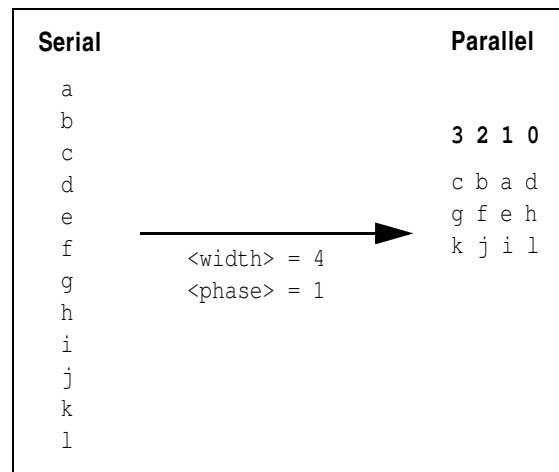 Serial
a
b
c
d
e
f
g
h
i
j
k
l
<width> = 4
<phase> = 1
Parallel
3 2 1 0
c b a d
g f e h
k j i l